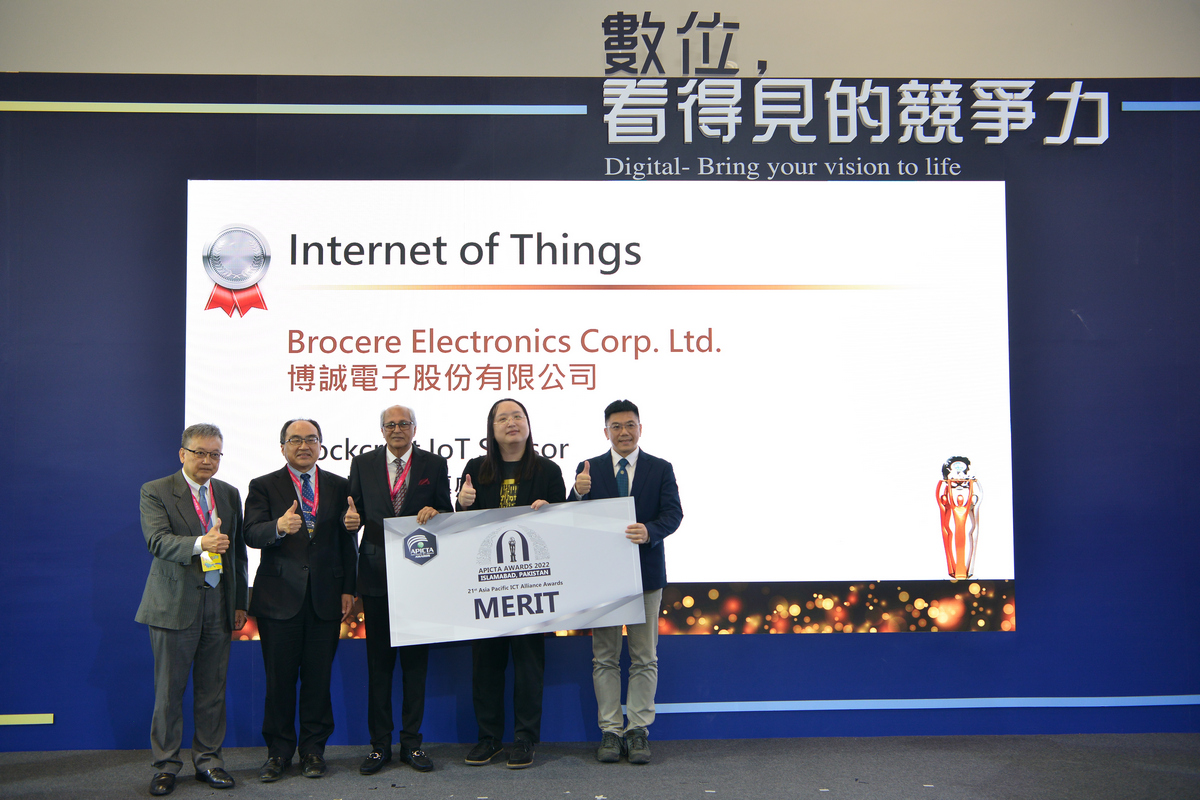 數位,
看得見的競爭力
Digital- Bring your vision to life
Internet of Things
Brocere Electronics Corp. Ltd.
博誠電子股份有限公司
IoT
APICTA
APICTA AWARDS 2022
ISLAMABAD, PAKISTAN
21st Asia Pacific ICT Alliance Awards
MERIT